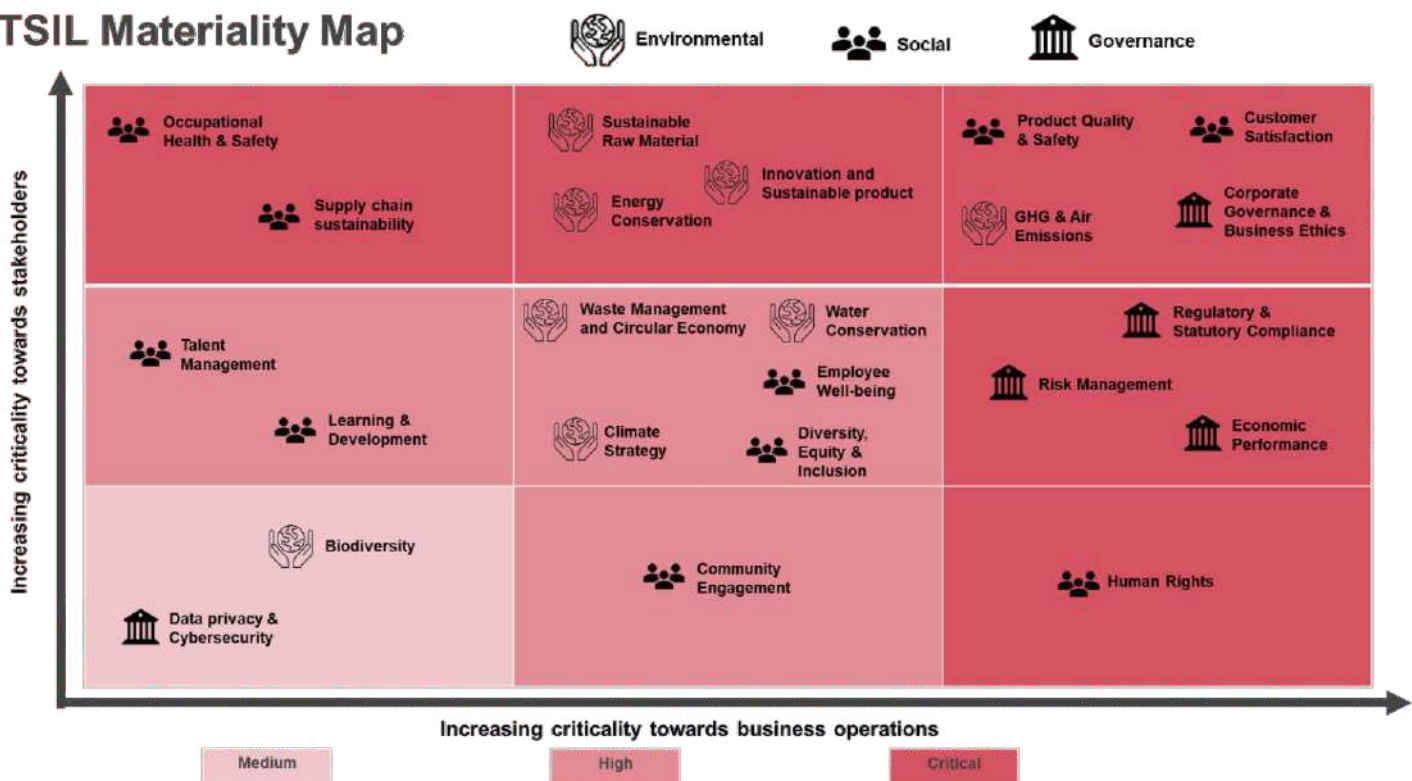 TSIL Materiality Map
Environmental
Social
Governance
Increasing criticality towards stakeholders
Occupational
Health & Safety
Supply chain
sustainability
Sustainable
Raw Material
Innovation and
Sustainable product
Energy
Conservation
Product Quality
& Safety
Customer
Satisfaction
GHG & Air
Emissions
Corporate
Governance &
Business Ethics
Talent
Management
Learning &
Development
Waste Management
and Circular Economy
Water
Conservation
Employee
Well-being
Climate
Strategy
Diversity,
Equity &
Inclusion
Regulatory &
Statutory Compliance
Risk Management
Economic
Performance
Biodiversity
Data privacy &
Cybersecurity
Community
Engagement
Human Rights
Increasing criticality towards business operations
Medium
High
Critical